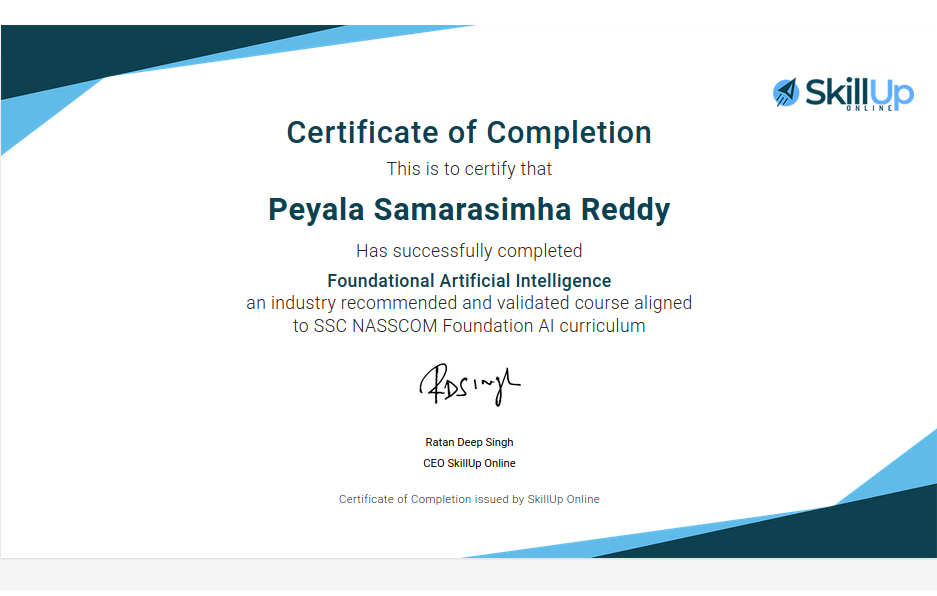 SkillUp
ONLINE
Certificate of Completion
This is to certify that
Peyala Samarasimha Reddy
Has successfully completed
Foundational Artificial Intelligence
an industry recommended and validated course aligned
to SSC NASSCOM Foundation AI curriculum
RDSingh
Ratan Deep Singh
CEO SkillUp Online
Certificate of Completion issued by SkillUp Online